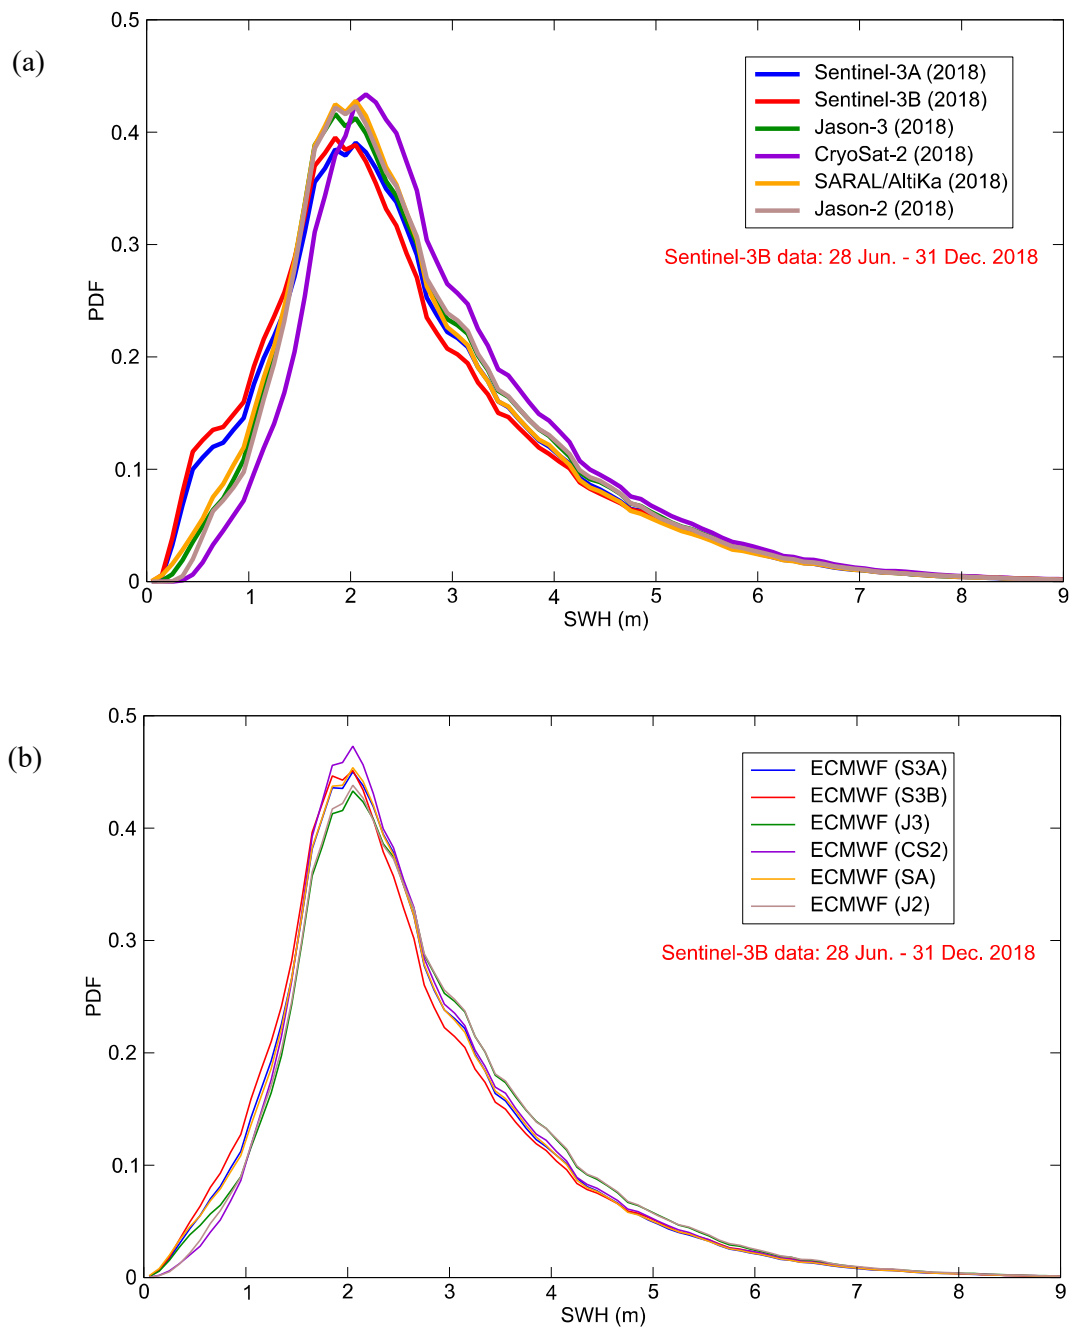 (a)
0.5
0.4
0.3
0.2
0.1
0
PDF
Sentinel-3A (2018)
Sentinel-3B (2018)
Jason-3 (2018)
CryoSat-2 (2018)
SARAL/AltiKa (2018)
Jason-2 (2018)
Sentinel-3B data: 28 Jun. - 31 Dec. 2018
0 1 2 3 4 5 6 7 8 9
SWH (m)
(b)
0.5
0.4
0.3
0.2
0.1
0
PDF
ECMWF (S3A)
ECMWF (S3B)
ECMWF (J3)
ECMWF (CS2)
ECMWF (SA)
ECMWF (J2)
Sentinel-3B data: 28 Jun. - 31 Dec. 2018
0 1 2 3 4 5 6 7 8 9
SWH (m)